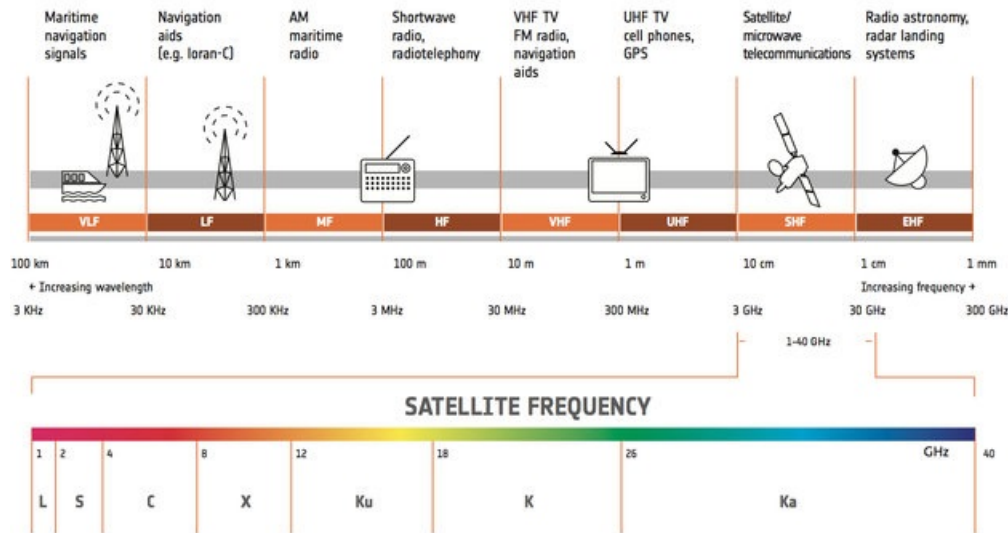 Maritime
navigation
signals
Navigation
aids
(e.g. loran-C)
AM
maritime
radio
Shortwave
radio,
radiotelephony
VHF TV
FM radio,
navigation
aids
UHF TV
cell phones,
GPS
Satellite/
microwave
telecommunications
Radio astronomy,
radar landing
systems
VLF LF MF HF VHF UHF SHF EHF
100 km 10 km 1 km 100 m 10 m 1 m 10 cm 1 cm 1 mm
← Increasing wavelength Increasing frequency →
3 KHz 30 KHz 300 KHz 3 MHz 30 MHz 300 MHz 3 GHz 30 GHz 300 GHz
1-40 GHz
SATELLITE FREQUENCY
1 2 4 8 12 18 26 GHz 40
L S C X Ku K Ka